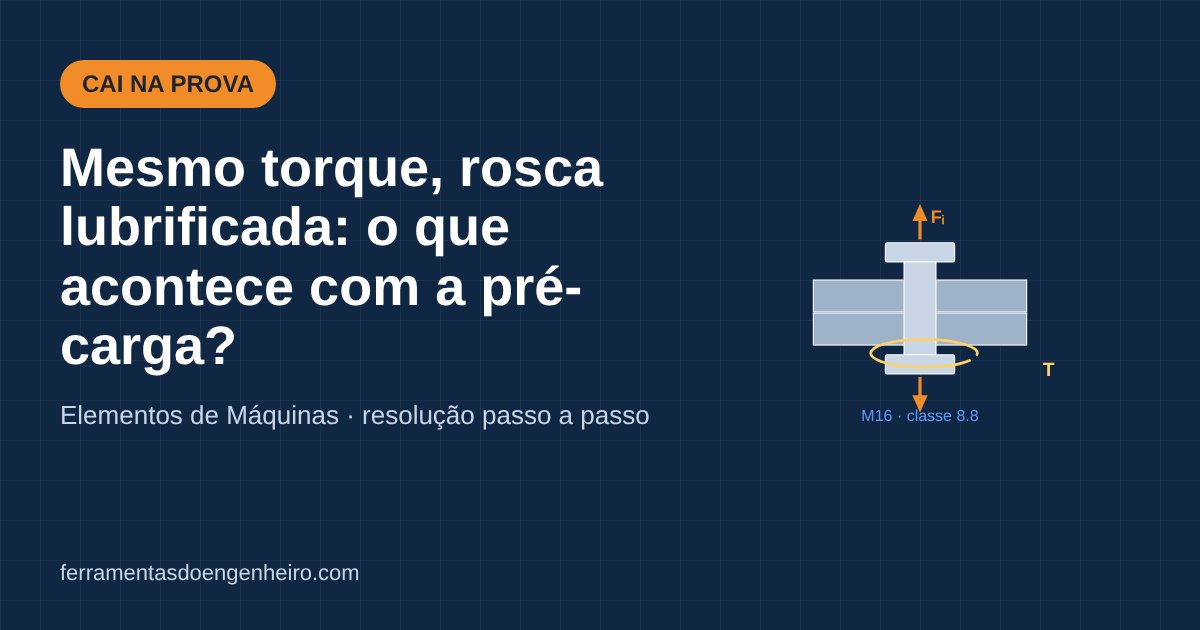 CAI NA PROVA
Mesmo torque, rosca
lubrificada: o que
acontece com a pré-
carga?
Elementos de Máquinas · resolução passo a passo
Fᵢ
T
M16 · classe 8.8
ferramentasdoengenheiro.com